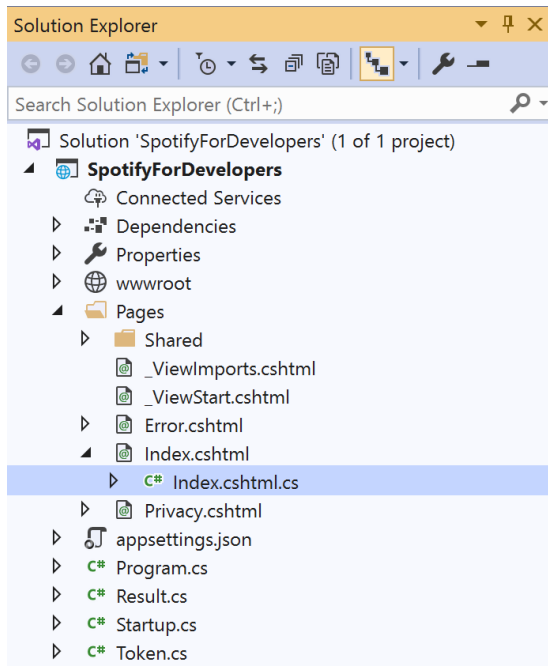 Solution Explorer
Search Solution Explorer (Ctrl+;)
Solution 'SpotifyForDevelopers' (1 of 1 project)
SpotifyForDevelopers
Connected Services
Dependencies
Properties
wwwroot
Pages
Shared
_ViewImports.cshtml
_ViewStart.cshtml
Error.cshtml
Index.cshtml
C# Index.cshtml.cs
Privacy.cshtml
appsettings.json
C# Program.cs
C# Result.cs
C# Startup.cs
C# Token.cs